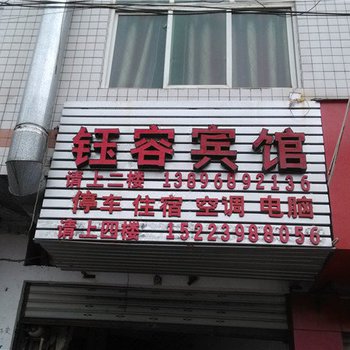 钰容宾馆
请上二楼 13896892136
停车 住宿 空调 电脑
请上四楼 15223988056